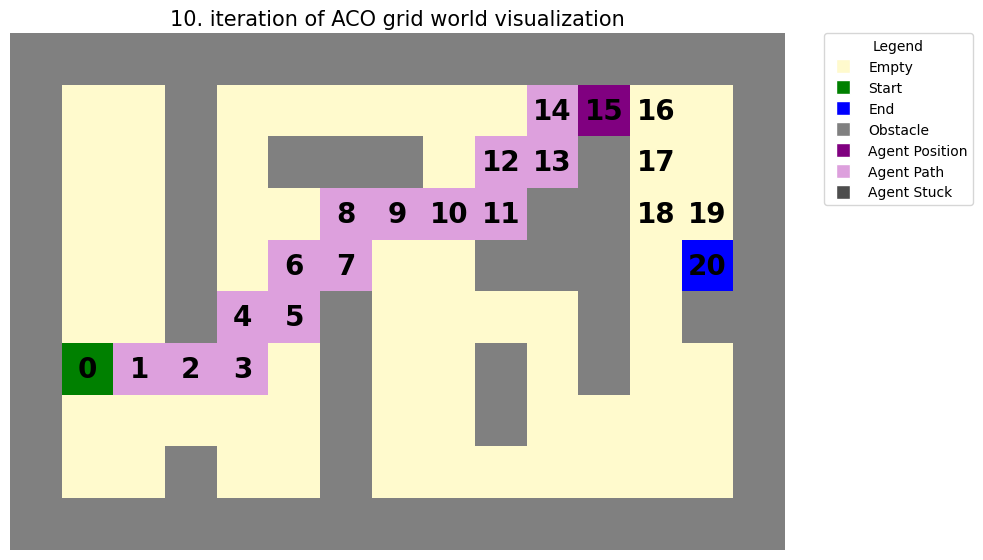 10. iteration of ACO grid world visualization
14 15 16
12 13 17
8 9 10 11 18 19
6 7 20
4 5
0 1 2 3
Legend
Empty
Start
End
Obstacle
Agent Position
Agent Path
Agent Stuck